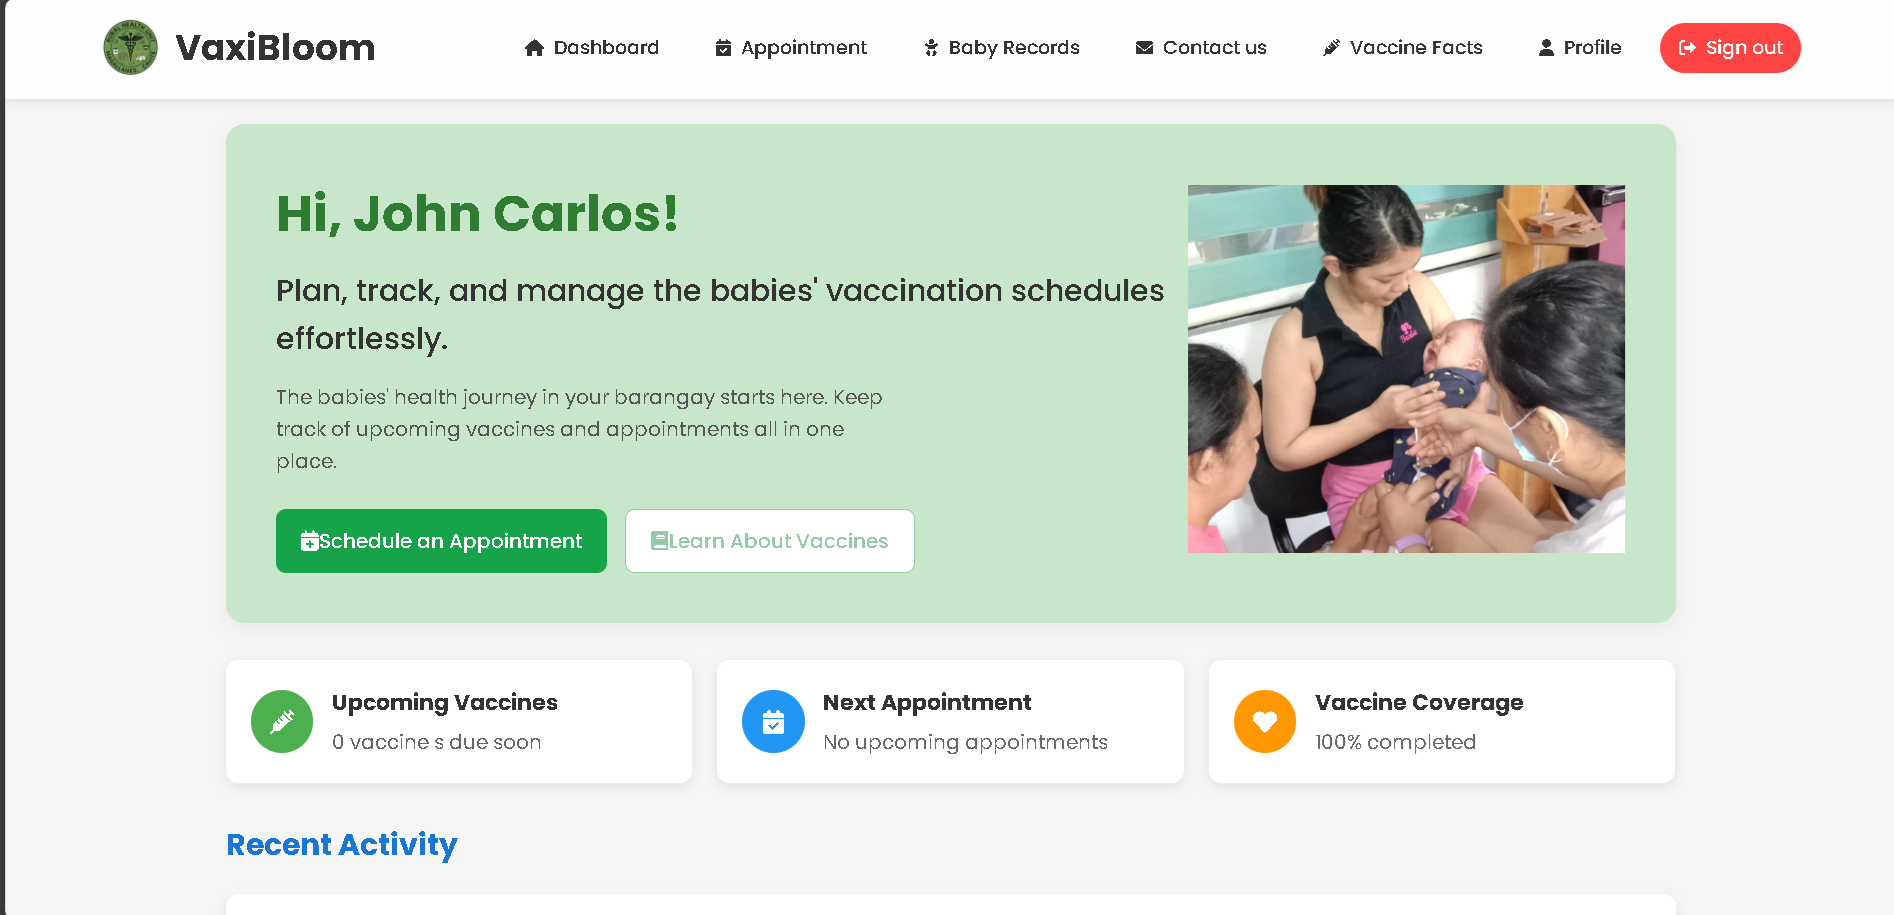 VaxiBloom
Dashboard
Appointment
Baby Records
Contact us
Vaccine Facts
Profile
Sign out
Hi, John Carlos!
Plan, track, and manage the babies' vaccination schedules
effortlessly.
The babies' health journey in your barangay starts here. Keep
track of upcoming vaccines and appointments all in one
place.
Schedule an Appointment
Learn About Vaccines
Upcoming Vaccines
0 vaccine s due soon
Next Appointment
No upcoming appointments
Vaccine Coverage
100% completed
Recent Activity